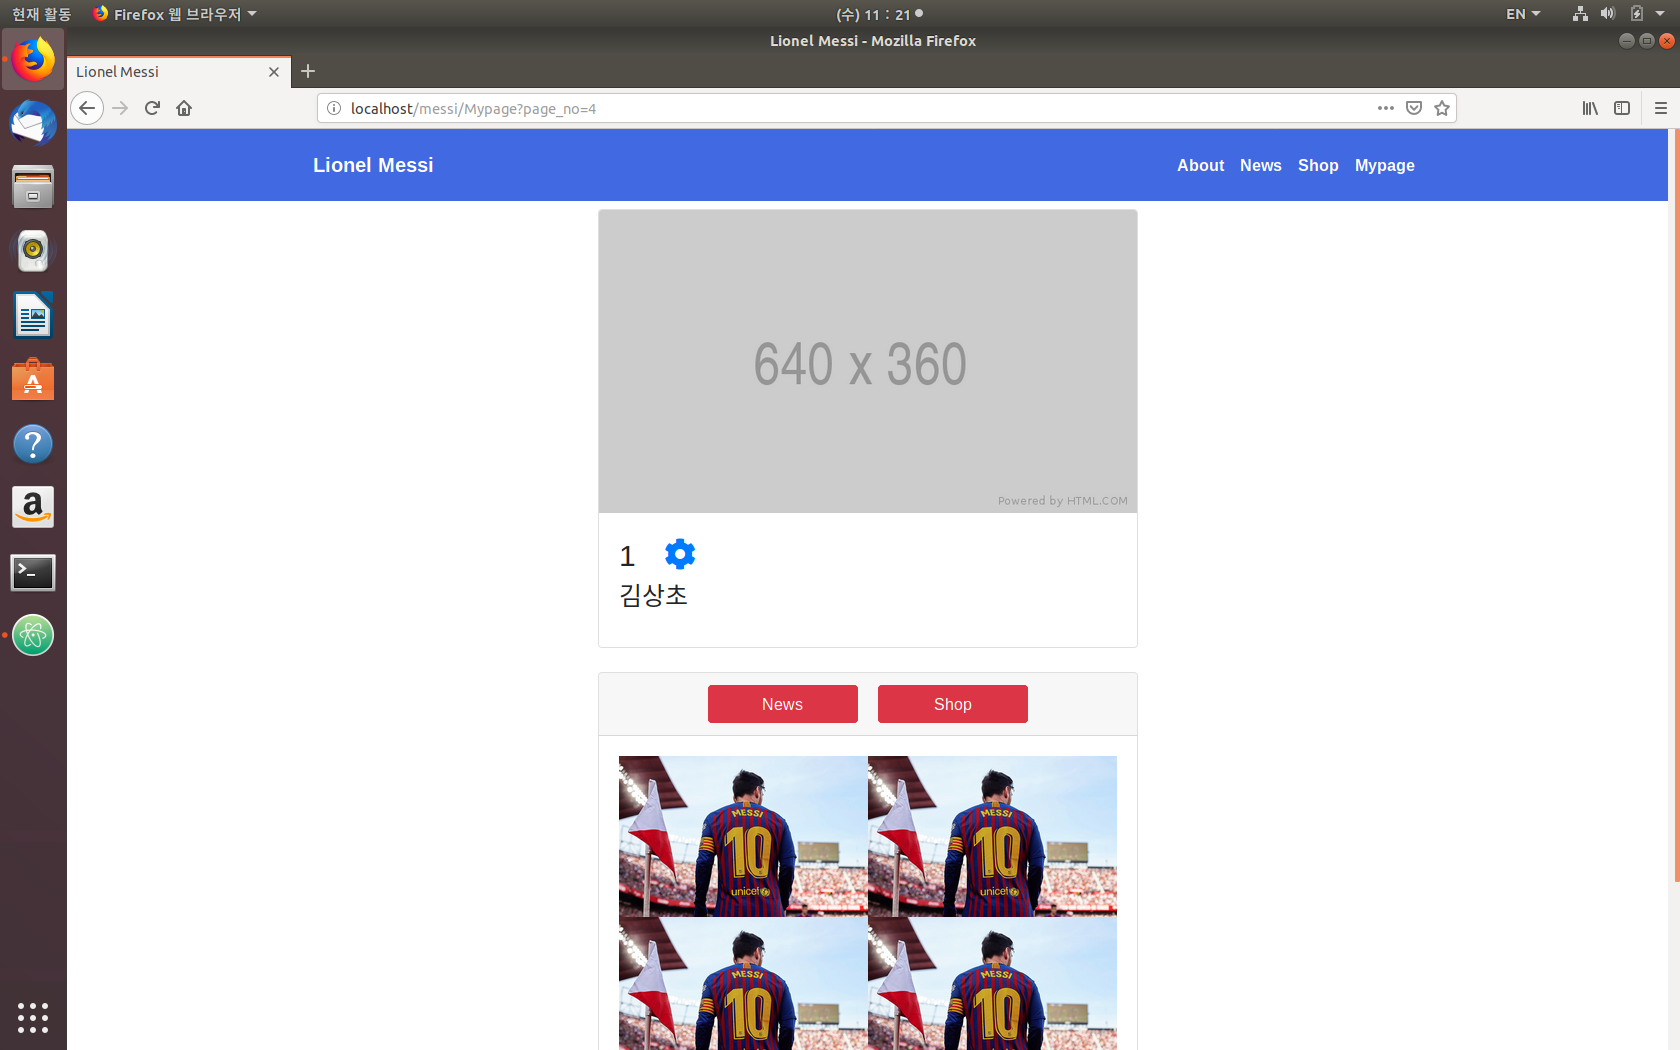 현재 활동 Firefox 웹 브라우저 (수) 11 : 21 EN
Lionel Messi - Mozilla Firefox
Lionel Messi
localhost/messi/Mypage?page_no=4
Lionel Messi About News Shop Mypage
640 x 360
Powered by HTML.COM
1
김상초
News Shop
MESSI MESSI
10 10
unicef unicef
MESSI MESSI
10 10